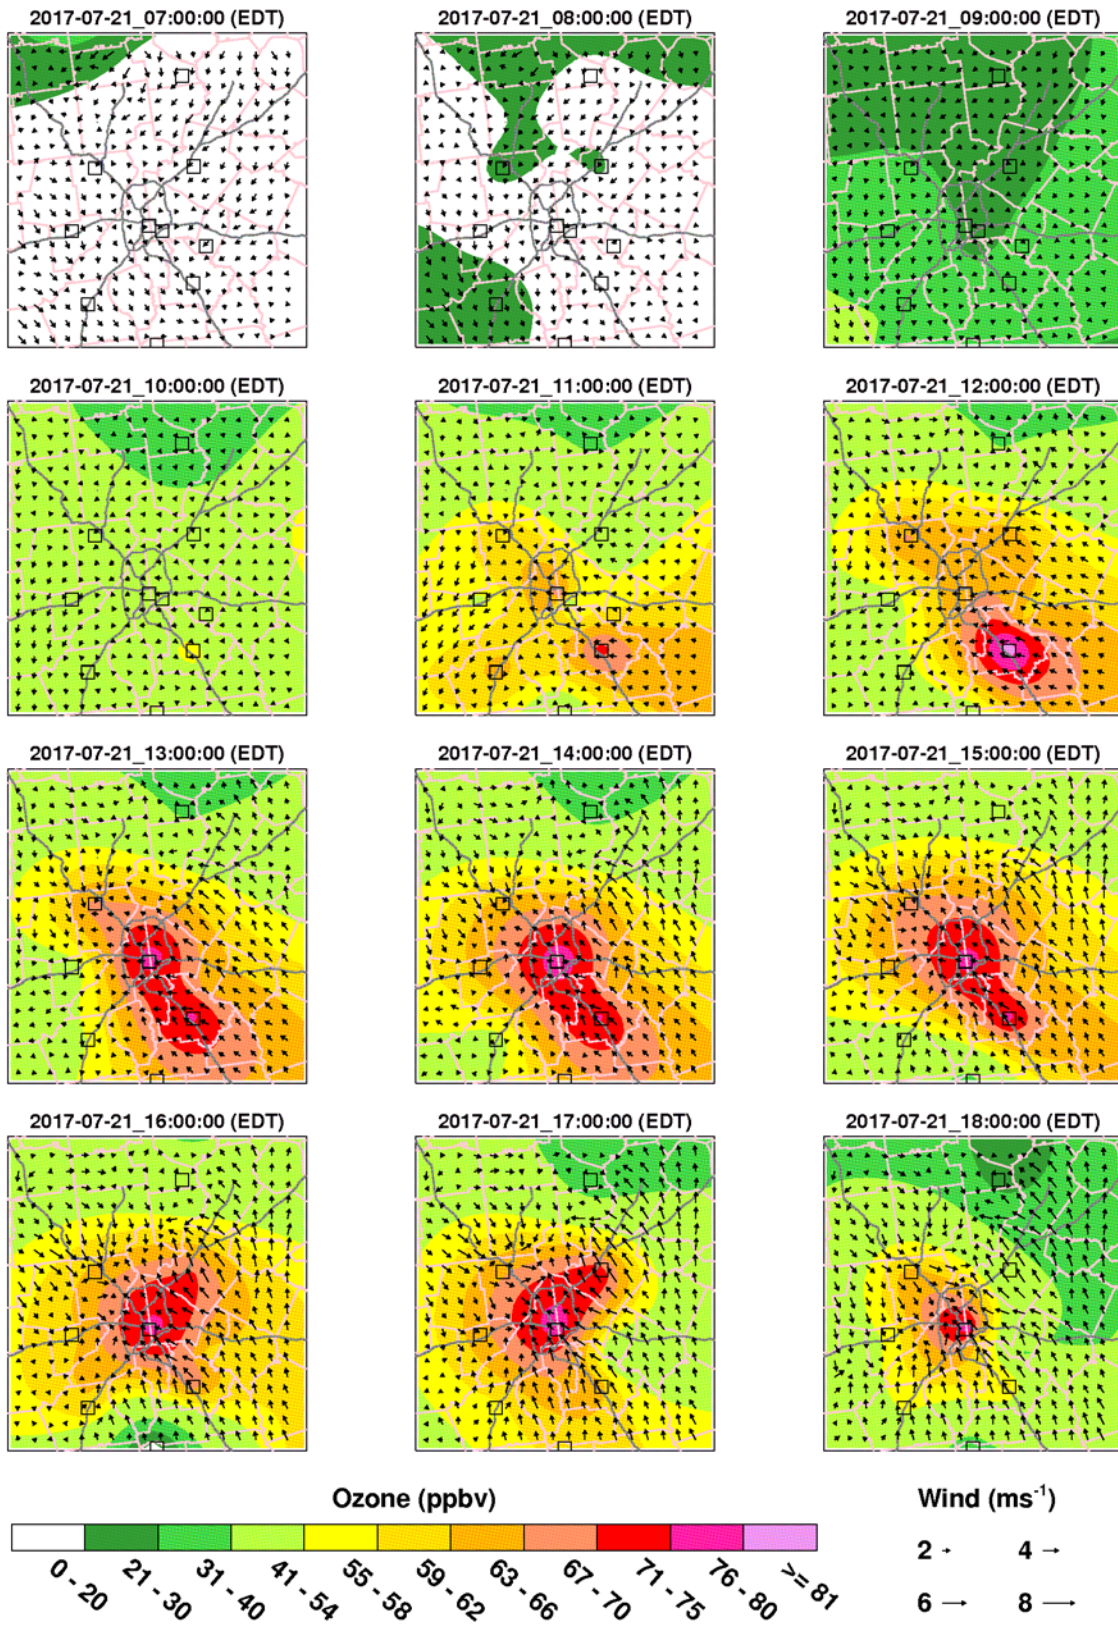 2017-07-21_07:00:00 (EDT)
2017-07-21_08:00:00 (EDT)
2017-07-21_09:00:00 (EDT)
2017-07-21_10:00:00 (EDT)
2017-07-21_11:00:00 (EDT)
2017-07-21_12:00:00 (EDT)
2017-07-21_13:00:00 (EDT)
2017-07-21_14:00:00 (EDT)
2017-07-21_15:00:00 (EDT)
2017-07-21_16:00:00 (EDT)
2017-07-21_17:00:00 (EDT)
2017-07-21_18:00:00 (EDT)
Ozone (ppbv)
0 - 20
21 - 30
31 - 40
41 - 54
55 - 58
59 - 62
63 - 66
67 - 70
71 - 75
76 - 80
>= 81
Wind (ms⁻¹)
2
4
6
8